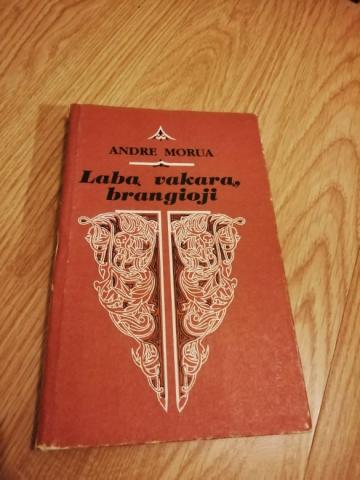 ANDRE MORUA
Labą vakarą,
brangioji